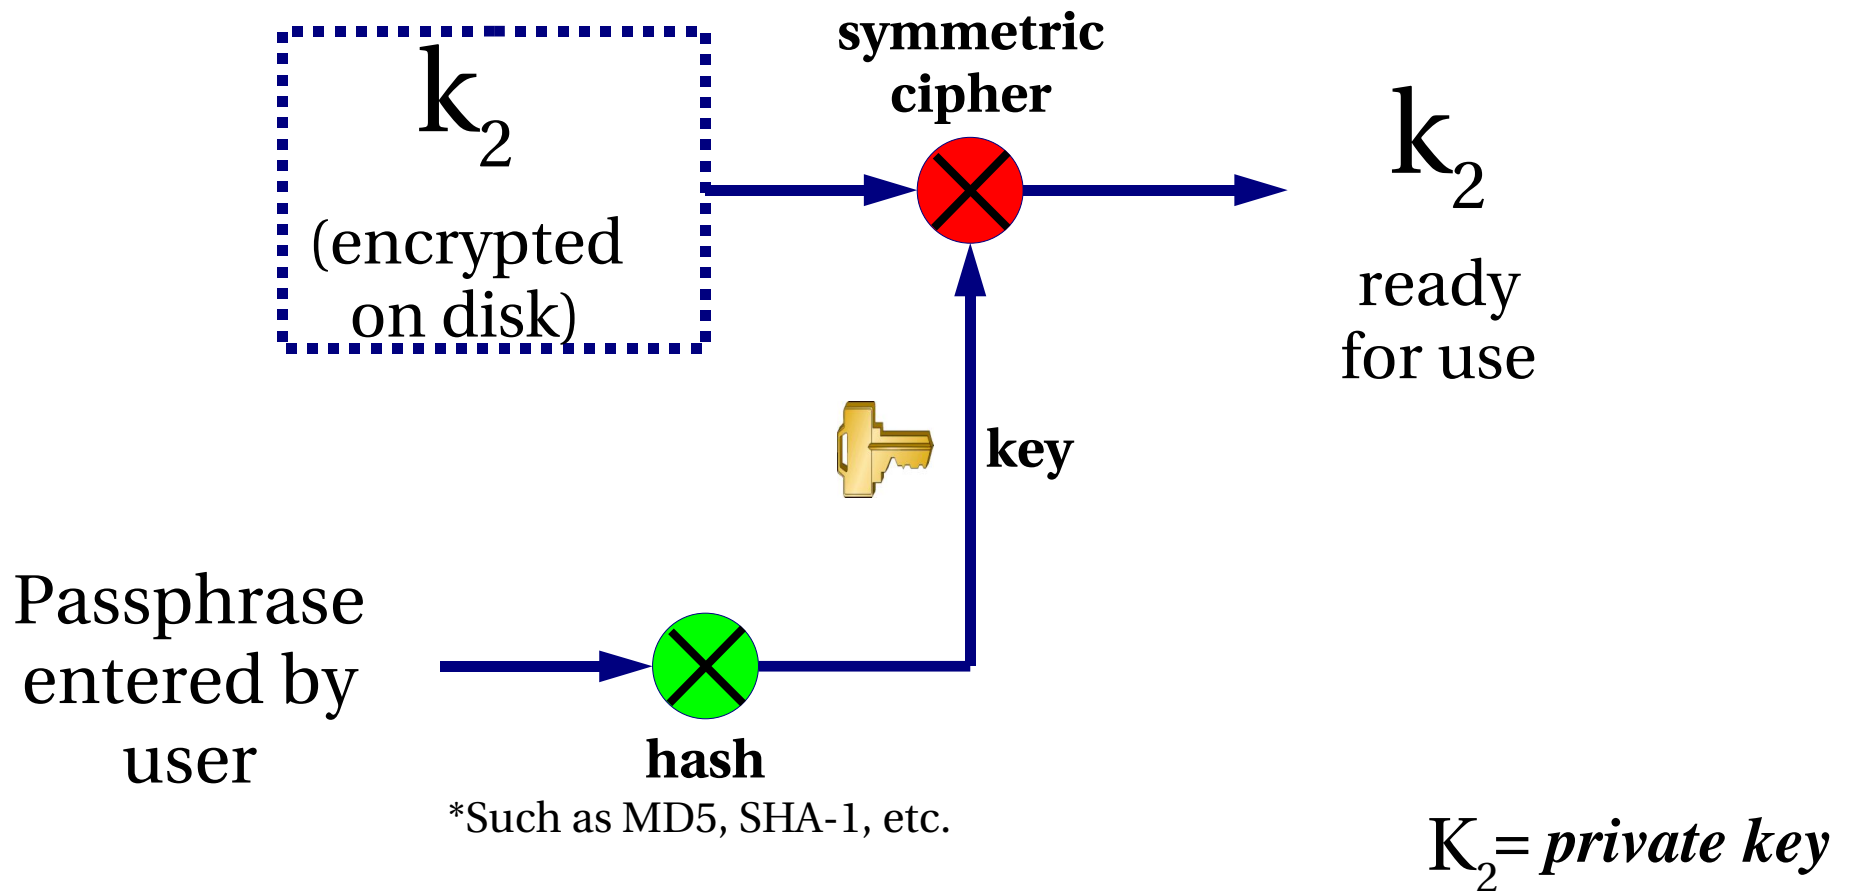 k₂
(encrypted
on disk)
symmetric
cipher
k₂
ready
for use
key
Passphrase
entered by
user
hash
*Such as MD5, SHA-1, etc.
K₂= private key